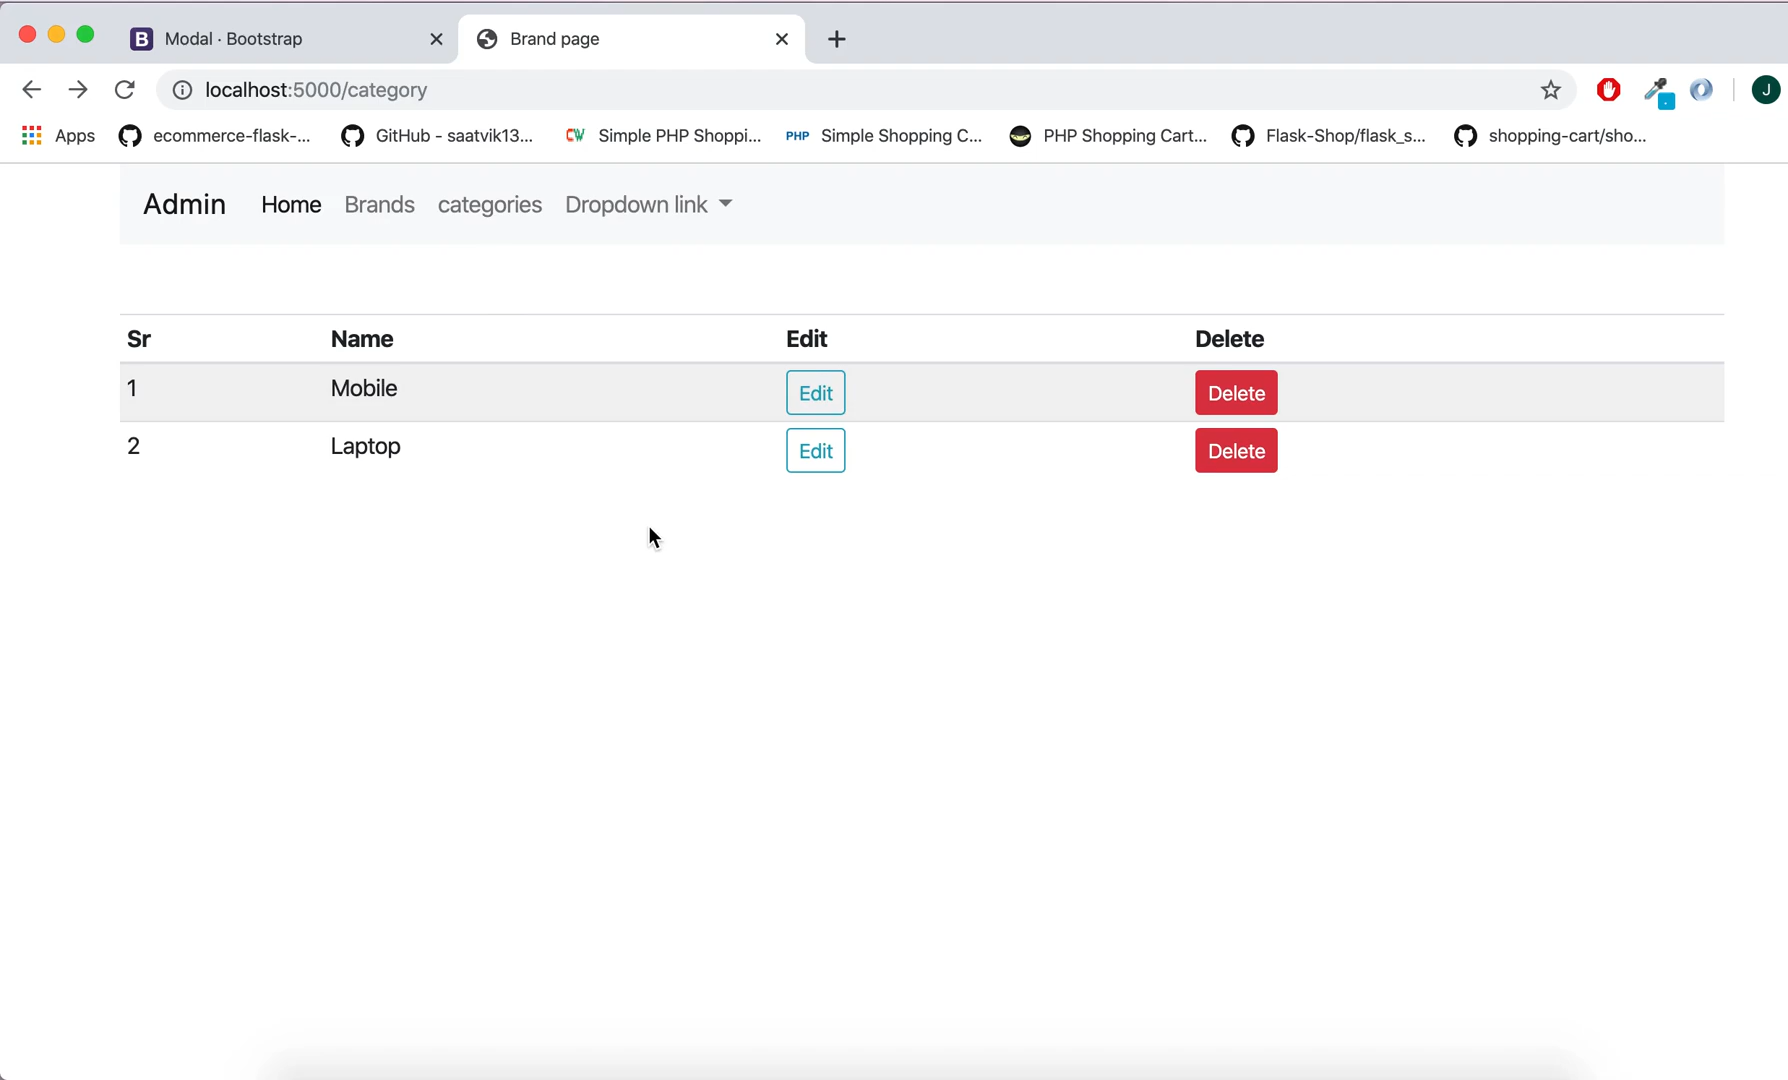 Modal · Bootstrap
Brand page
localhost:5000/category
J
Apps
ecommerce-flask-...
GitHub - saatvik13...
CW Simple PHP Shoppi...
PHP Simple Shopping C...
PHP Shopping Cart...
Flask-Shop/flask_s...
shopping-cart/sho...
Admin Home Brands categories Dropdown link
Sr Name Edit Delete
1 Mobile Edit Delete
2 Laptop Edit Delete